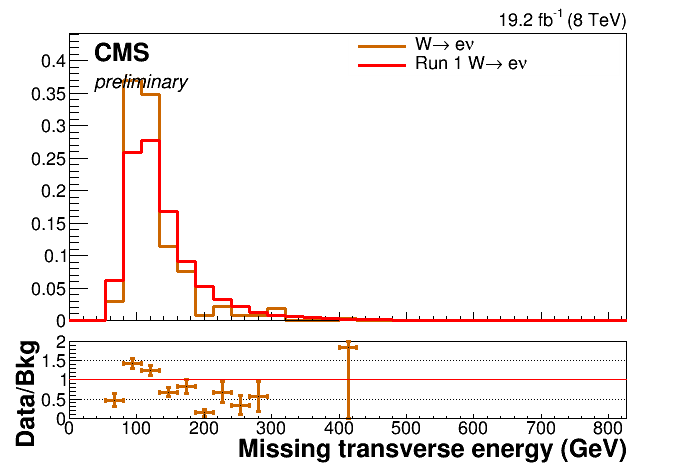 19.2 fb⁻¹ (8 TeV)
CMS
preliminary
W→ eν
Run 1 W→ eν
0.4
0.35
0.3
0.25
0.2
0.15
0.1
0.05
0
Data/Bkg
2
1.5
1
0.5
0
0 100 200 300 400 500 600 700 800
Missing transverse energy (GeV)